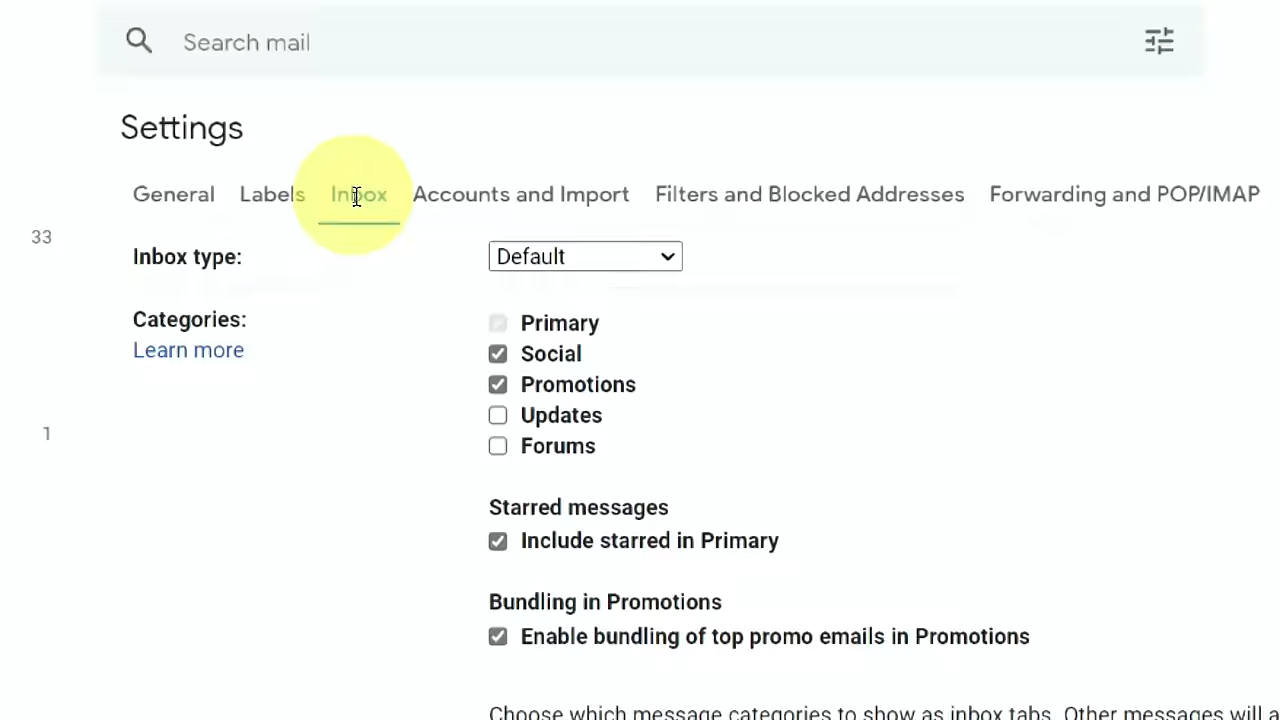 Search mail
Settings
General Labels Inbox Accounts and Import Filters and Blocked Addresses Forwarding and POP/IMAP
33
Inbox type: Default
Categories: Primary
Learn more Social
Promotions
Updates
1
Forums
Starred messages
Include starred in Primary
Bundling in Promotions
Enable bundling of top promo emails in Promotions
Choose which message categories to show as inbox tabs. Other messages will a